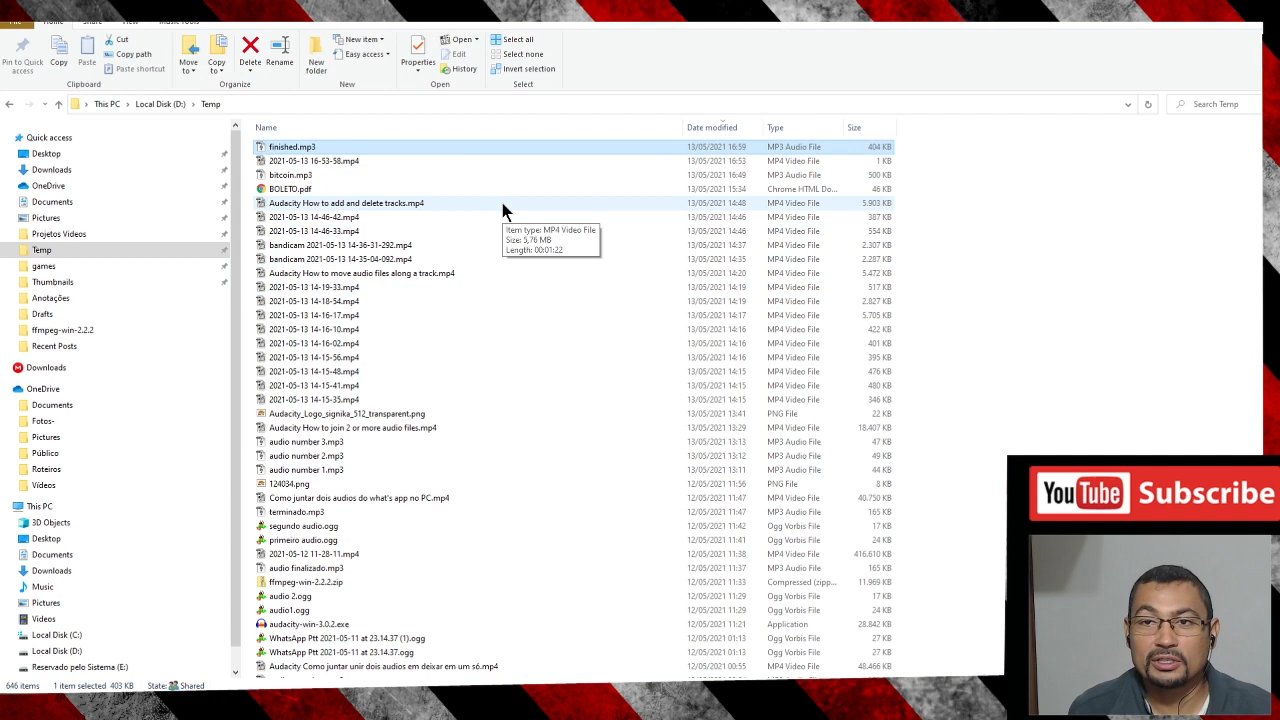 File Home Share View Music Tools
Pin to Quick access
Copy
Paste
Cut
Copy path
Paste shortcut
Move to
Copy to
Delete
Rename
New folder
New item
Easy access
Properties
Open
Edit
History
Select all
Select none
Invert selection
Clipboard Organize New Open Select
This PC Local Disk (D:) Temp
Search Temp
Name Date modified Type Size
finished.mp3 13/05/2021 16:59 MP3 Audio File 404 KB
2021-05-13 16-53-58.mp4 13/05/2021 16:53 MP4 Video File 1 KB
bitcoin.mp3 13/05/2021 16:49 MP3 Audio File 500 KB
BOLETO.pdf 13/05/2021 15:34 Chrome HTML Do... 46 KB
Audacity How to add and delete tracks.mp4 13/05/2021 14:48 MP4 Video File 5.903 KB
2021-05-13 14-46-42.mp4 13/05/2021 14:46 MP4 Video File 387 KB
2021-05-13 14-46-33.mp4 13/05/2021 14:46 MP4 Video File 554 KB
bandicam 2021-05-13 14-36-31-292.mp4 13/05/2021 14:37 MP4 Video File 2.307 KB
bandicam 2021-05-13 14-35-04-092.mp4 13/05/2021 14:35 MP4 Video File 2.287 KB
Audacity How to move audio files along a track.mp4 13/05/2021 14:20 MP4 Video File 5.472 KB
2021-05-13 14-19-33.mp4 13/05/2021 14:19 MP4 Video File 517 KB
2021-05-13 14-18-54.mp4 13/05/2021 14:19 MP4 Video File 2.827 KB
2021-05-13 14-16-17.mp4 13/05/2021 14:17 MP4 Video File 5.705 KB
2021-05-13 14-16-10.mp4 13/05/2021 14:16 MP4 Video File 422 KB
2021-05-13 14-16-02.mp4 13/05/2021 14:16 MP4 Video File 401 KB
2021-05-13 14-15-56.mp4 13/05/2021 14:16 MP4 Video File 395 KB
2021-05-13 14-15-48.mp4 13/05/2021 14:15 MP4 Video File 476 KB
2021-05-13 14-15-41.mp4 13/05/2021 14:15 MP4 Video File 480 KB
2021-05-13 14-15-35.mp4 13/05/2021 14:15 MP4 Video File 346 KB
Audacity_Logo_signika_512_transparent.png 13/05/2021 13:41 PNG File 22 KB
Audacity How to join 2 or more audio files.mp4 13/05/2021 13:29 MP4 Video File 18.407 KB
audio number 3.mp3 13/05/2021 13:13 MP3 Audio File 47 KB
audio number 2.mp3 13/05/2021 13:12 MP3 Audio File 49 KB
audio number 1.mp3 13/05/2021 13:11 MP3 Audio File 44 KB
124034.png 12/05/2021 11:47 PNG File 8 KB
Como juntar dois audios do what's app no PC.mp4 12/05/2021 11:47 MP4 Video File 40.750 KB
terminado.mp3 12/05/2021 11:47 MP3 Audio File 165 KB
segundo audio.ogg 12/05/2021 11:42 Ogg Vorbis File 17 KB
primeiro audio.ogg 12/05/2021 11:41 Ogg Vorbis File 24 KB
2021-05-12 11-28-11.mp4 12/05/2021 11:38 MP4 Video File 416.610 KB
audio finalizado.mp3 12/05/2021 11:37 MP3 Audio File 165 KB
ffmpeg-win-2.2.2.zip 12/05/2021 11:33 Compressed (zipp... 11.969 KB
audio 2.ogg 12/05/2021 11:29 Ogg Vorbis File 17 KB
audio1.ogg 12/05/2021 11:29 Ogg Vorbis File 24 KB
audacity-win-3.0.2.exe 12/05/2021 11:21 Application 28.842 KB
WhatsApp Ptt 2021-05-11 at 23.14.37 (1).ogg 12/05/2021 01:13 Ogg Vorbis File 27 KB
WhatsApp Ptt 2021-05-11 at 23.14.37.ogg 12/05/2021 01:13 Ogg Vorbis File 27 KB
Audacity Como juntar unir dois audios em deixar em um só.mp4 12/05/2021 00:55 MP4 Video File 48.466 KB
Item type: MP4 Video File
Size: 5,76 MB
Length: 00:01:22
Quick access
Desktop
Downloads
OneDrive
Documents
Pictures
Projetos Videos
Temp
games
Thumbnails
Anotações
Drafts
ffmpeg-win-2.2.2
Recent Posts
Downloads
OneDrive
Documents
Fotos-
Pictures
Público
Roteiros
Vídeos
This PC
3D Objects
Desktop
Documents
Downloads
Music
Pictures
Videos
Local Disk (C:)
Local Disk (D:)
Reservado pelo Sistema (E:)
646 items 1 item selected 403 KB State: Shared
YouTube Subscribe